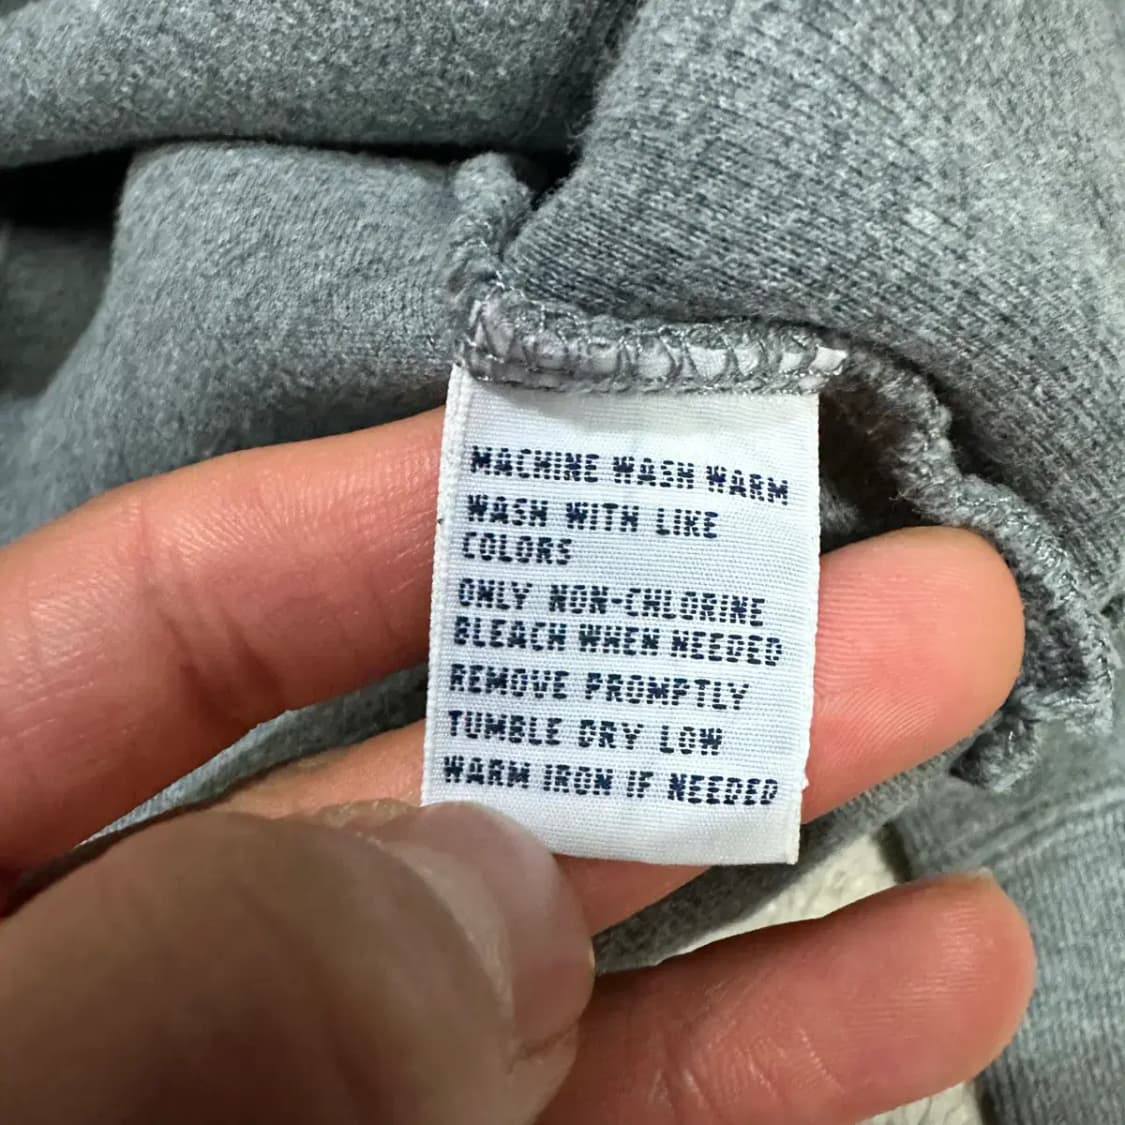 MACHINE WASH WARM
WASH WITH LIKE
COLORS
ONLY NON-CHLORINE
BLEACH WHEN NEEDED
REMOVE PROMPTLY
TUMBLE DRY LOW
WARM IRON IF NEEDED